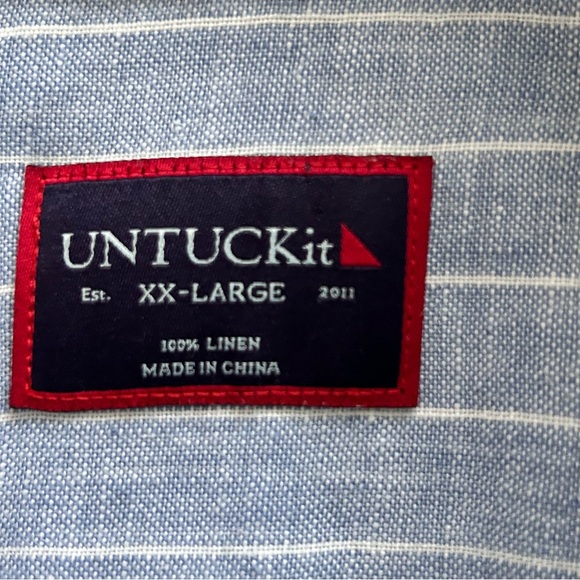 UNTUCKit
Est. XX-LARGE 2011
100% LINEN
MADE IN CHINA